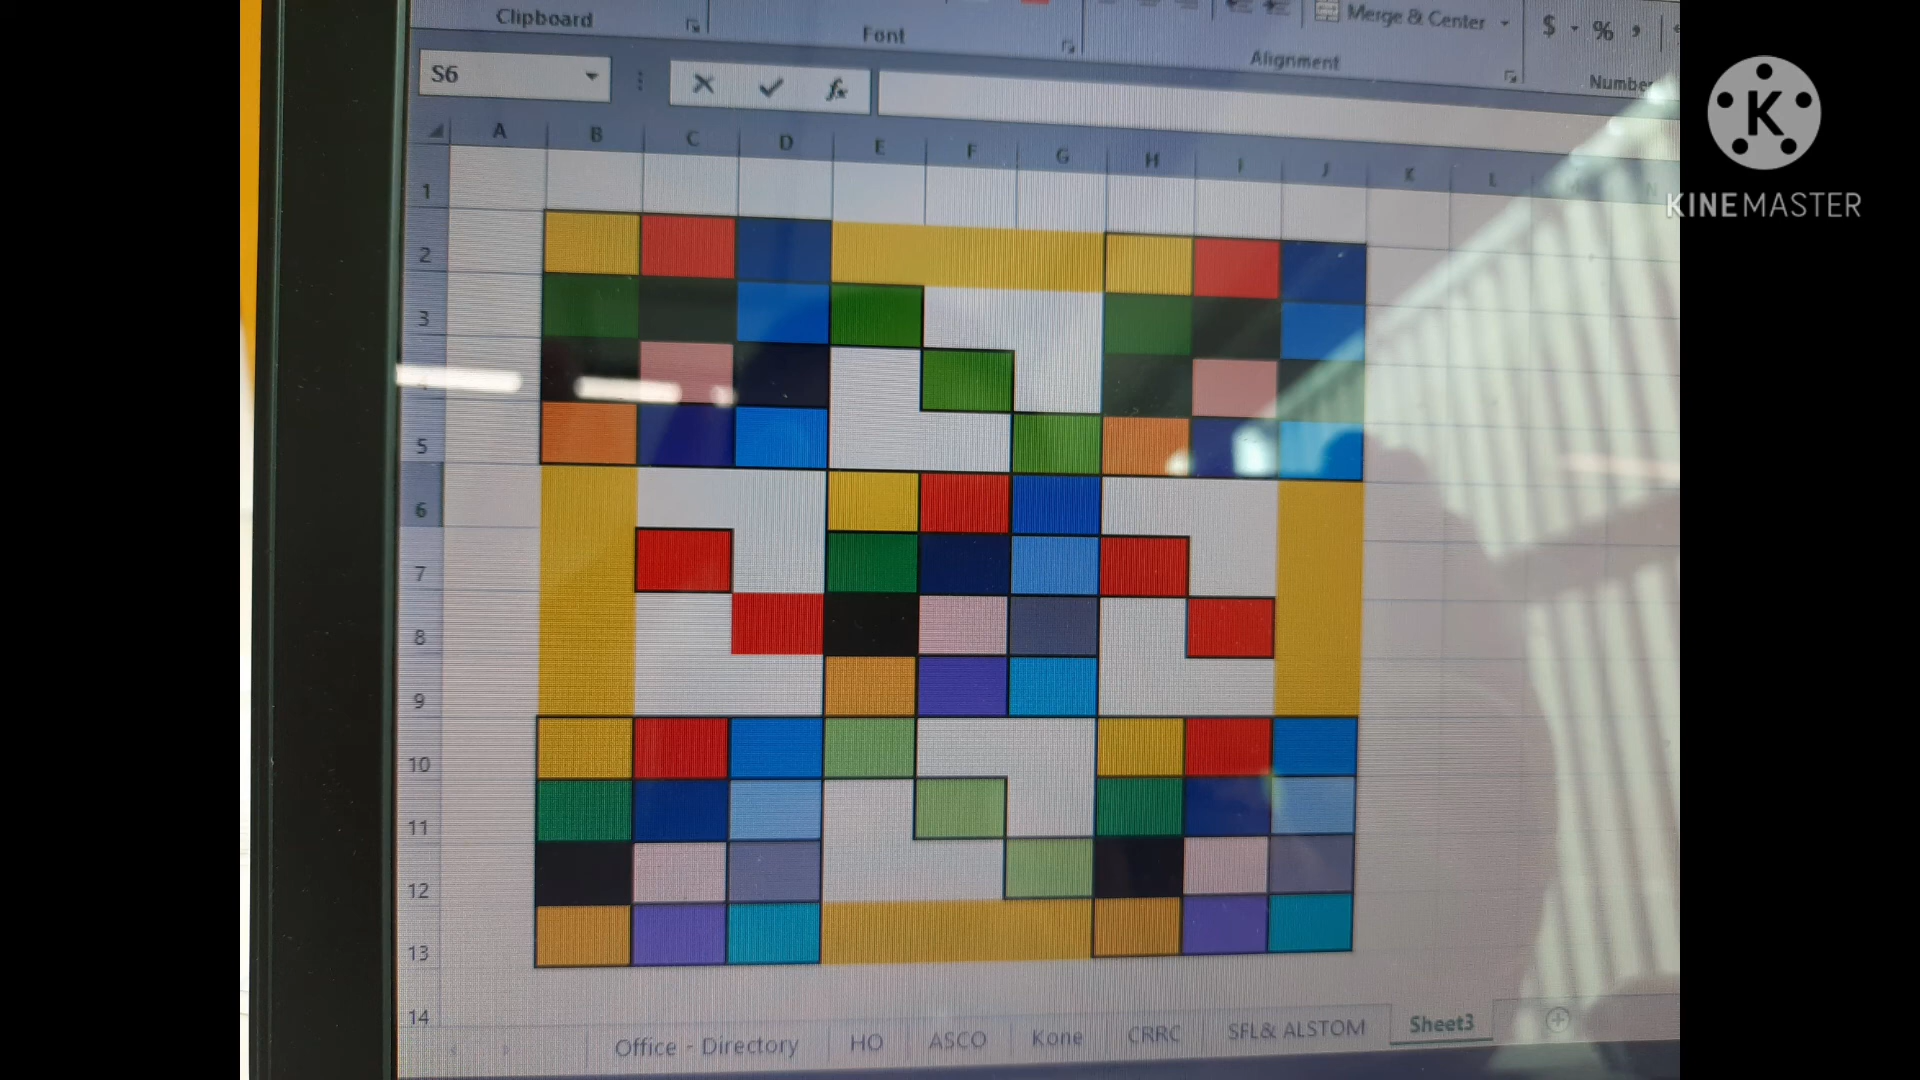 Clipboard
Font
Merge & Center
$ - % ,
Alignment
Number
S6
fx
A B C D E F G H I J K L
1
2
3
5
6
7
8
9
10
11
12
13
14
Office - Directory HO ASCO Kone CRRC SFL& ALSTOM Sheet3
K
KINEMASTER